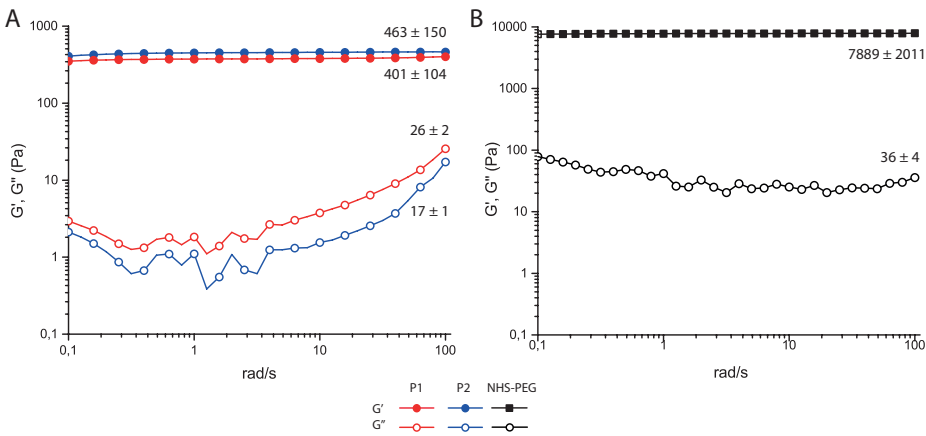 A
1000
100
10
1
0,1
G', G'' (Pa)
463 ± 150
401 ± 104
26 ± 2
17 ± 1
0,1
1
10
100
rad/s
B
10000
1000
100
10
1
0,1
G', G'' (Pa)
7889 ± 2011
36 ± 4
0,1
1
10
100
rad/s
P1 P2 NHS-PEG
G'
G''